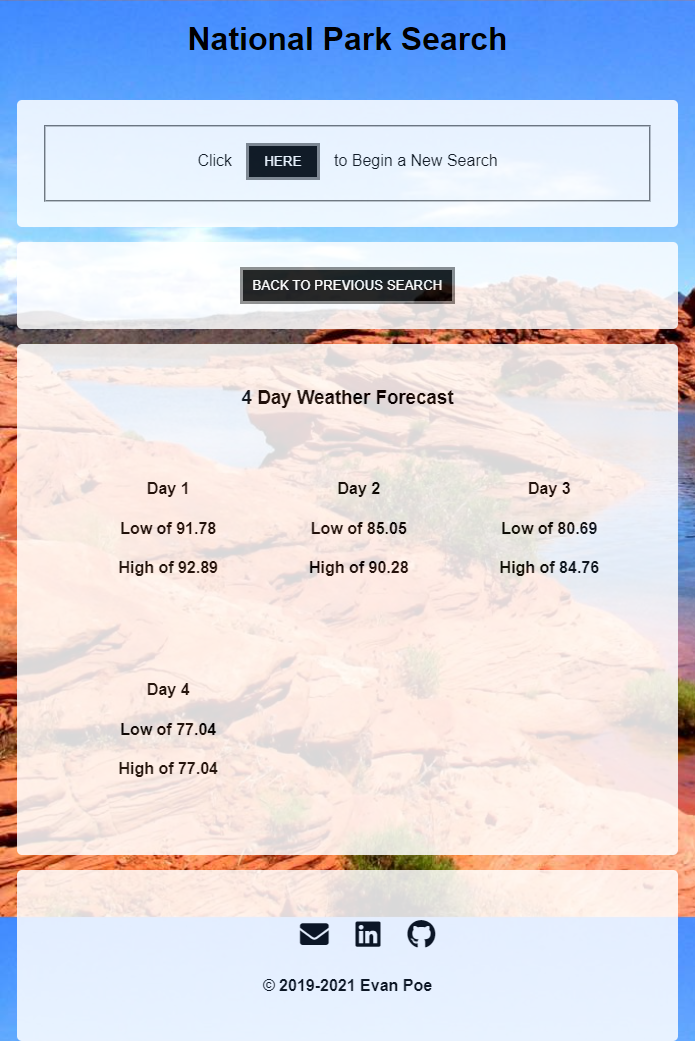 National Park Search
Click HERE to Begin a New Search
BACK TO PREVIOUS SEARCH
4 Day Weather Forecast
Day 1
Low of 91.78
High of 92.89
Day 2
Low of 85.05
High of 90.28
Day 3
Low of 80.69
High of 84.76
Day 4
Low of 77.04
High of 77.04
© 2019-2021 Evan Poe